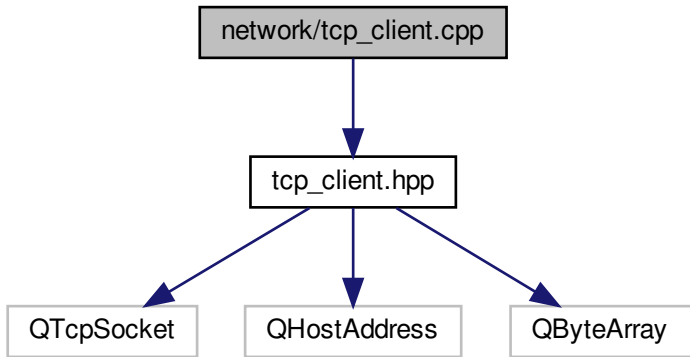 network/tcp_client.cpp
tcp_client.hpp
QTcpSocket
QHostAddress
QByteArray